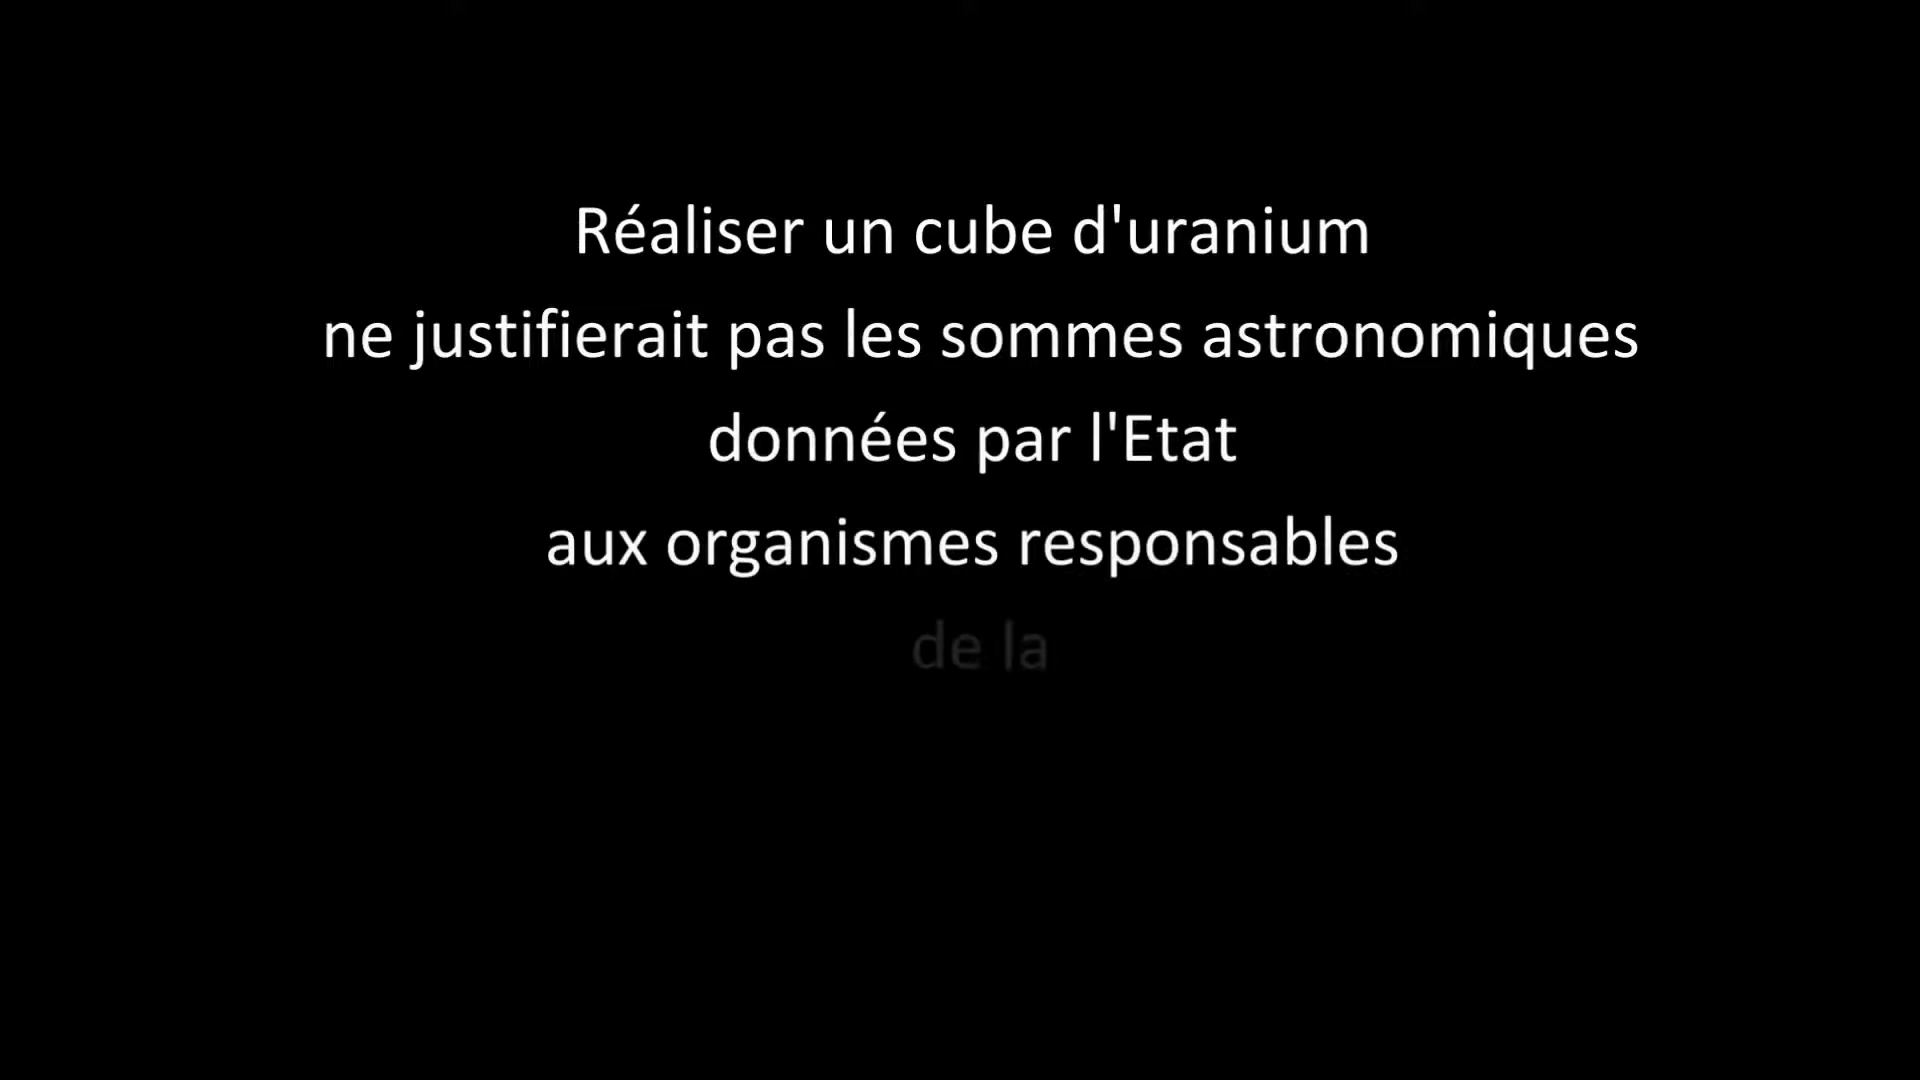 Réaliser un cube d'uranium
ne justifierait pas les sommes astronomiques
données par l'Etat
aux organismes responsables
de la